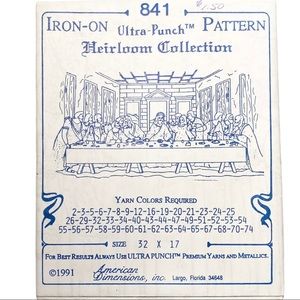 841
$1.50
IRON-ON Ultra-Punch™ PATTERN
Heirloom Collection
YARN COLORS REQUIRED
2-3-5-6-7-8-9-12-16-19-20-23-24-25
26-29-32-33-34-40-43-44-47-51-52-53-54
55-56-57-58-59-60-61-62-63-64-65-67-68-70-74
SIZE 32 X 17
FOR BEST RESULTS ALWAYS USE ULTRA PUNCH™ PREMIUM YARNS AND METALLICS.
©1991 American Dimensions, inc. Largo, Florida 34648